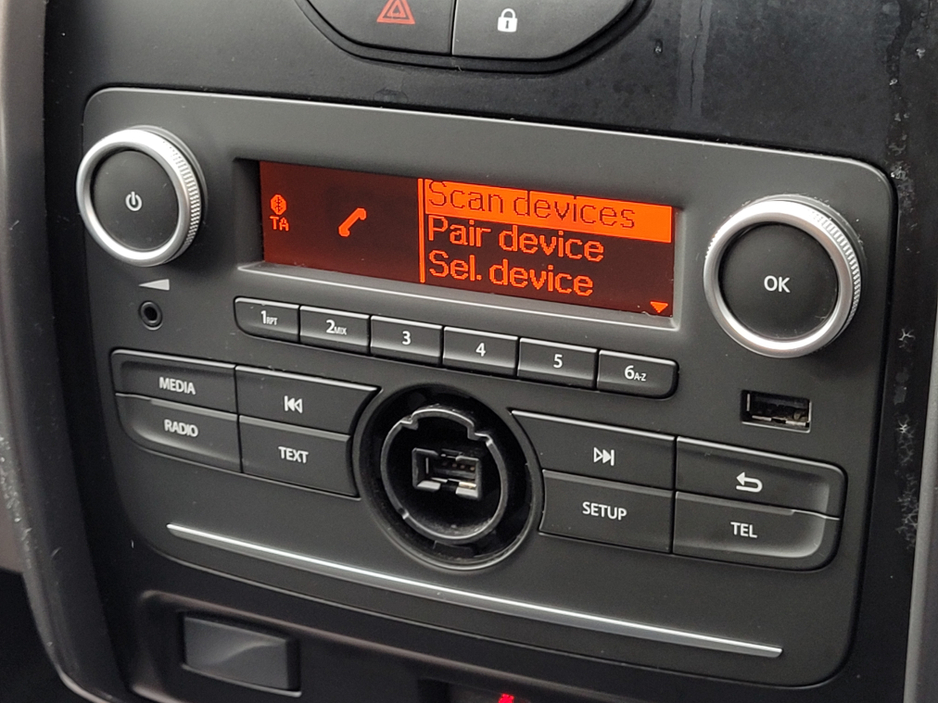 Scan devices
TA
Pair device
Sel. device
OK
1RPT
2MIX
3
4
5
6A-Z
MEDIA
RADIO
TEXT
SETUP
TEL